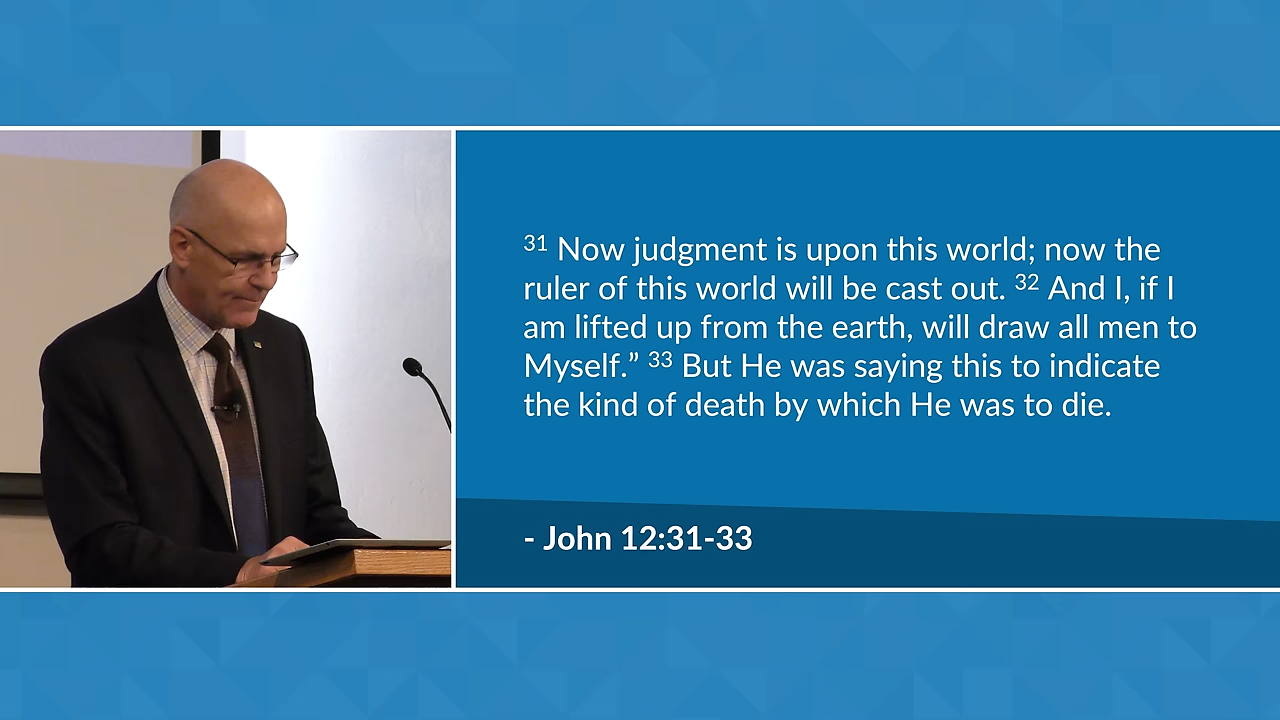 31 Now judgment is upon this world; now the
ruler of this world will be cast out. 32 And I, if I
am lifted up from the earth, will draw all men to
Myself.” 33 But He was saying this to indicate
the kind of death by which He was to die.
- John 12:31-33